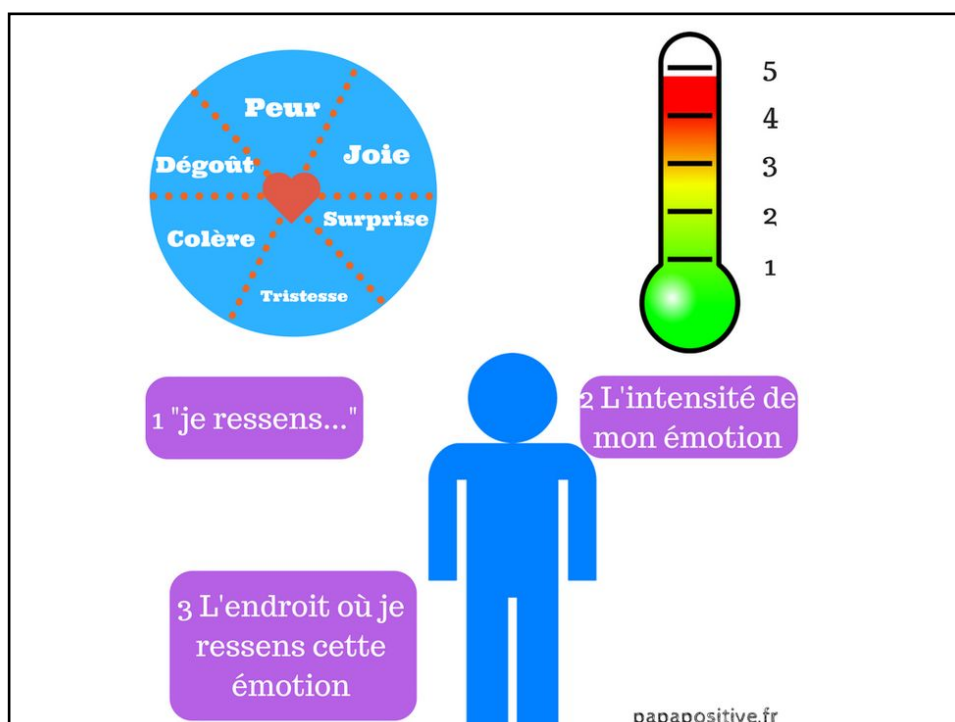 Peur
Joie
Dégoût
Surprise
Colère
Tristesse
5
4
3
2
1
1 "je ressens..."
2 L'intensité de
mon émotion
3 L'endroit où je
ressens cette
émotion
papapositive.fr